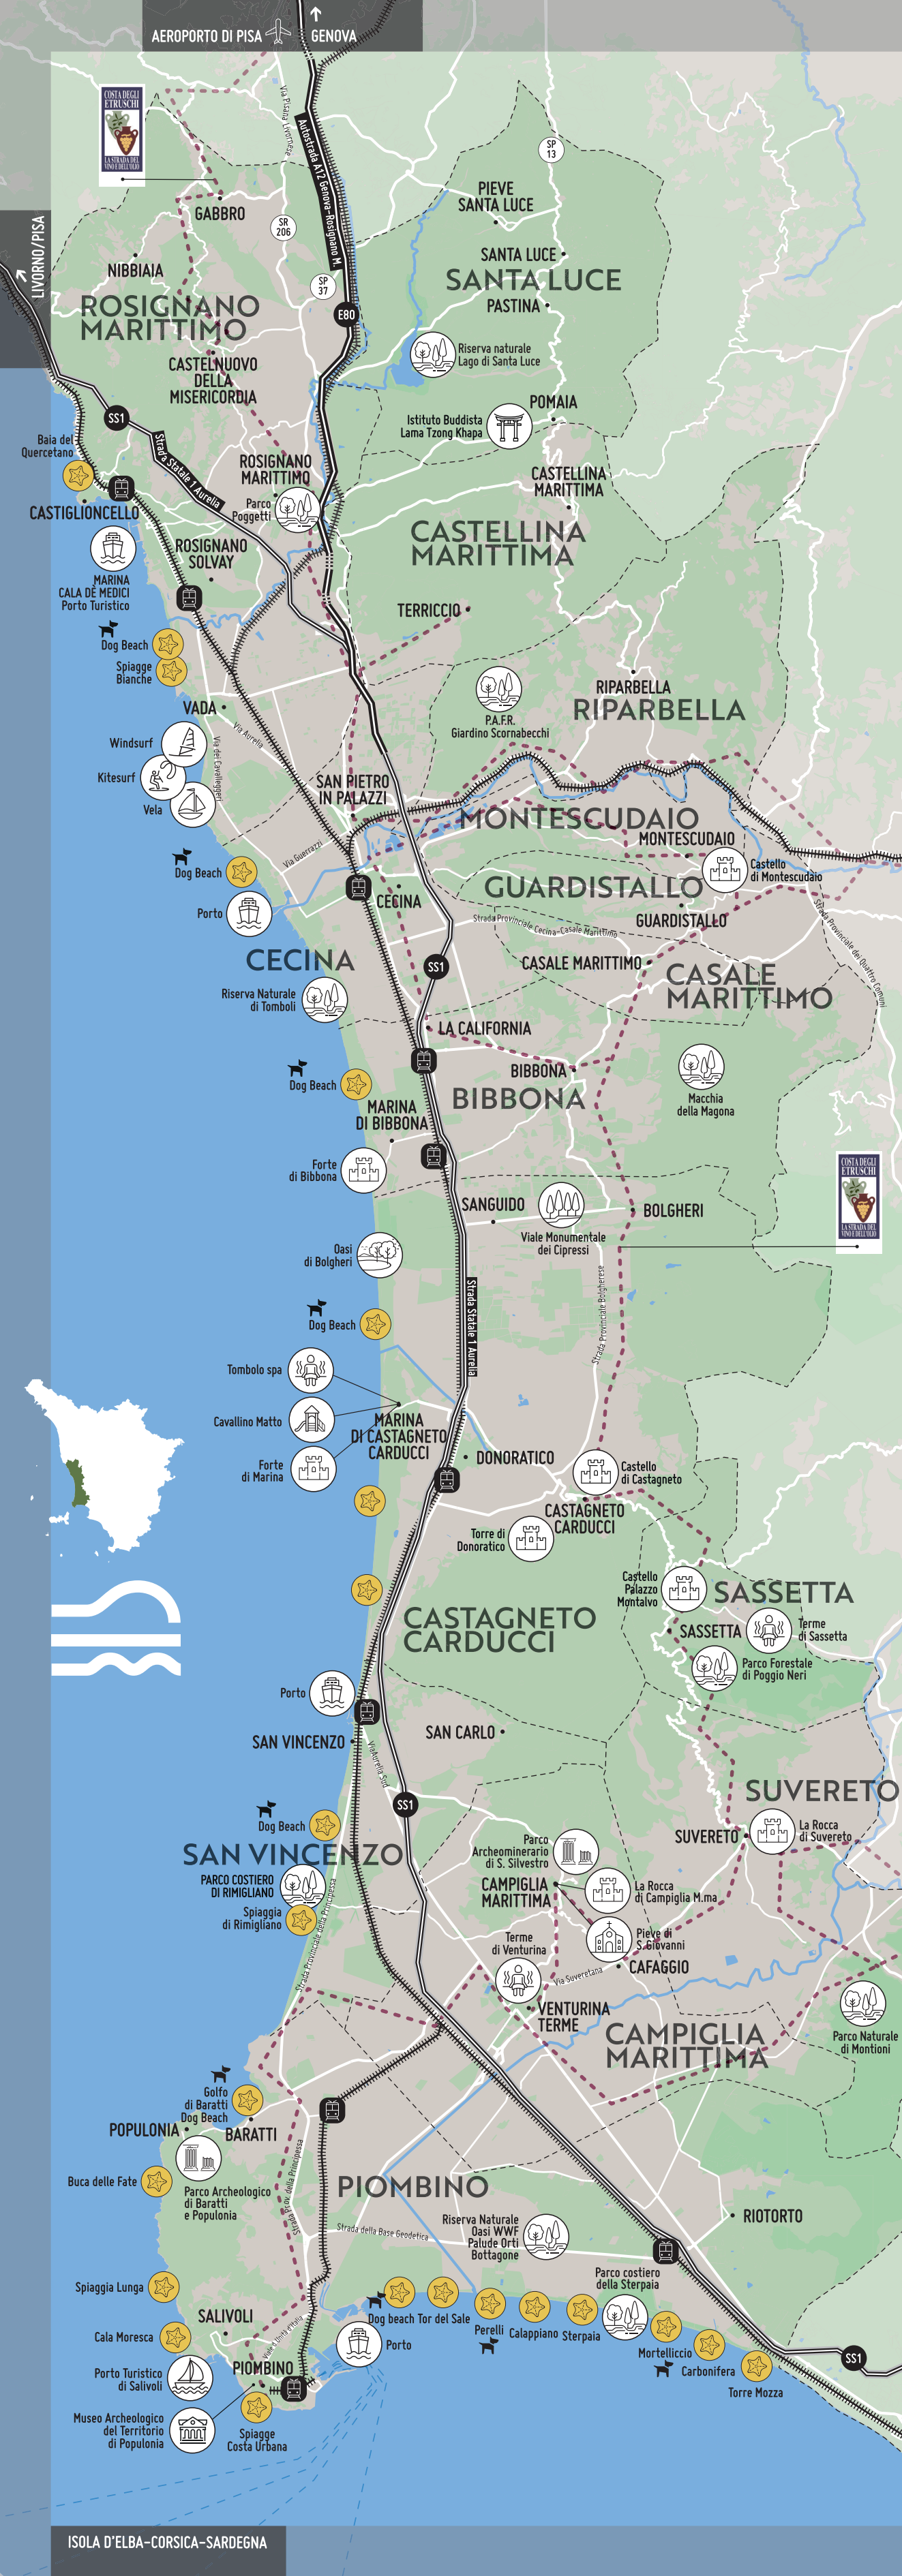 AEROPORTO DI PISA
GENOVA
COSTA DEGLI
ETRUSCHI
LA STRADA DEL
VINO E DELL'OLIO
Via Pisana Livornese
Autostrada A12 Genova-Rosignano M.
SP
13
PIEVE
SANTA LUCE
GABBRO
SR
206
LIVORNO/PISA
NIBBIAIA
SANTA LUCE
SANTA LUCE
SP
37
PASTINA
ROSIGNANO
MARITTIMO
E80
Riserva naturale
Lago di Santa Luce
CASTELNUOVO
DELLA
MISERICORDIA
POMAIA
SS1
Istituto Buddista
Lama Tzong Khapa
Strada Statale 1 Aurelia
Baia del
Quercetano
ROSIGNANO
MARITTIMO
CASTELLINA
MARITTIMA
Parco
Poggetti
CASTIGLIONCELLO
CASTELLINA
MARITTIMA
ROSIGNANO
SOLVAY
MARINA
CALA DE MEDICI
Porto Turistico
TERRICCIO
Dog Beach
Spiagge
Bianche
RIPARBELLA
RIPARBELLA
VADA
P.A.F.R.
Giardino Scornabecchi
Via Aurelia
Via dei Cavalleggeri
Windsurf
Kitesurf
Vela
SAN PIETRO
IN PALAZZI
MONTESCUDAIO
MONTESCUDAIO
Via Guerrazzi
Castello
di Montescudaio
Dog Beach
GUARDISTALLO
CECINA
Porto
GUARDISTALLO
Strada Provinciale Cecina-Casale Marittimo
Strada Provinciale dei Quattro Comuni
CECINA
SS1
CASALE MARITTIMO
CASALE
MARITTIMO
Riserva Naturale
di Tomboli
LA CALIFORNIA
BIBBONA
Dog Beach
BIBBONA
Macchia
della Magona
MARINA
DI BIBBONA
Forte
di Bibbona
COSTA DEGLI
ETRUSCHI
LA STRADA DEL
VINO E DELL'OLIO
SANGUIDO
BOLGHERI
Viale Monumentale
dei Cipressi
Oasi
di Bolgheri
Strada Statale 1 Aurelia
Strada Provinciale Bolgherese
Dog Beach
Tombolo spa
Cavallino Matto
MARINA
DI CASTAGNETO
CARDUCCI
Forte
di Marina
DONORATICO
Castello
di Castagneto
CASTAGNETO
CARDUCCI
Torre di
Donoratico
Castello
Palazzo
Montalvo
SASSETTA
CASTAGNETO
CARDUCCI
SASSETTA
Terme
di Sassetta
Parco Forestale
di Poggio Neri
Porto
SAN VINCENZO
SAN CARLO
Via Aurelia Sud
SUVERETO
SS1
Dog Beach
SUVERETO
La Rocca
di Suvereto
SAN VINCENZO
Parco
Archeominerario
di S. Silvestro
PARCO COSTIERO
DI RIMIGLIANO
CAMPIGLIA
MARITTIMA
La Rocca
di Campiglia M.ma
Spiaggia
di Rimigliano
Strada Provinciale della Principessa
Terme
di Venturina
Pieve di
S.Giovanni
CAFAGGIO
Via Suveretana
VENTURINA
TERME
CAMPIGLIA
MARITTIMA
Parco Naturale
di Montioni
Golfo
di Baratti
Dog Beach
POPULONIA
BARATTI
Buca delle Fate
Parco Archeologico
di Baratti
e Populonia
Strada Prov. della Principessa
PIOMBINO
Strada della Base Geodetica
Riserva Naturale
Oasi WWF
Palude Orti
Bottagone
RIOTORTO
Parco costiero
della Sterpaia
Spiaggia Lunga
SALIVOLI
Dog beach
Tor del Sale
Perelli
Calappiano
Sterpaia
Cala Moresca
Viale Unità d'Italia
Porto
Mortelliccio
Carbonifera
SS1
Torre Mozza
PIOMBINO
Porto Turistico
di Salivoli
Museo Archeologico
del Territorio
di Populonia
Spiagge
Costa Urbana
ISOLA D'ELBA-CORSICA-SARDEGNA